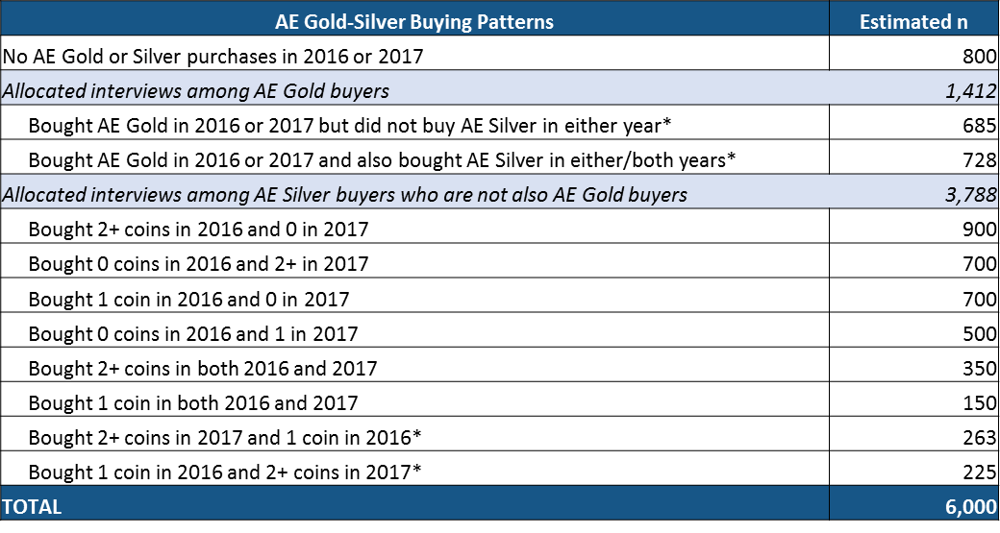 AE Gold-Silver Buying Patterns Estimated n
No AE Gold or Silver purchases in 2016 or 2017 800
Allocated interviews among AE Gold buyers 1,412
Bought AE Gold in 2016 or 2017 but did not buy AE Silver in either year* 685
Bought AE Gold in 2016 or 2017 and also bought AE Silver in either/both years* 728
Allocated interviews among AE Silver buyers who are not also AE Gold buyers 3,788
Bought 2+ coins in 2016 and 0 in 2017 900
Bought 0 coins in 2016 and 2+ in 2017 700
Bought 1 coin in 2016 and 0 in 2017 700
Bought 0 coins in 2016 and 1 in 2017 500
Bought 2+ coins in both 2016 and 2017 350
Bought 1 coin in both 2016 and 2017 150
Bought 2+ coins in 2017 and 1 coin in 2016* 263
Bought 1 coin in 2016 and 2+ coins in 2017* 225
TOTAL 6,000